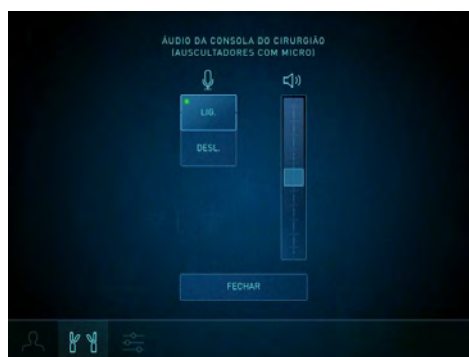 ÁUDIO DA CONSOLA DO CIRURGIÃO
(AUSCULTADORES COM MICRO)
LIG.
DESL.
FECHAR